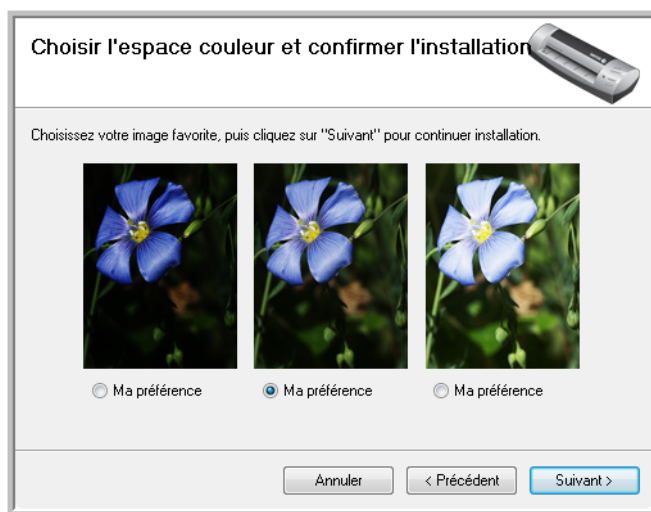 Choisir l'espace couleur et confirmer l'installation
Choisissez votre image favorite, puis cliquez sur "Suivant" pour continuer installation.
Ma préférence Ma préférence Ma préférence
Annuler < Précédent Suivant >